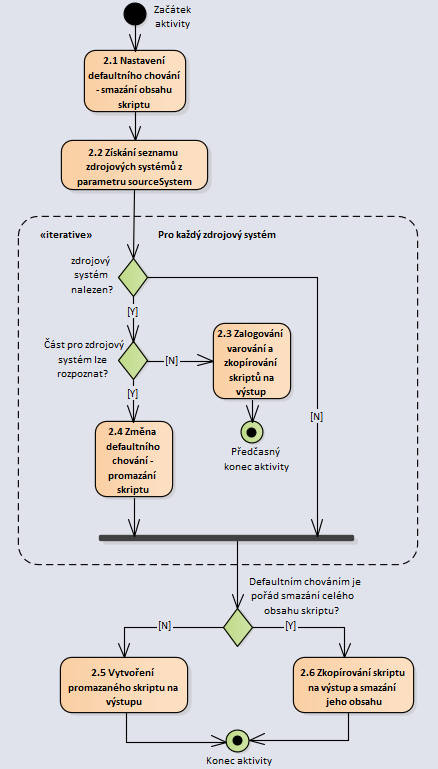 Začátek
aktivity
2.1 Nastavení
defaultního chování
- smazání obsahu
skriptu
2.2 Získání seznamu
zdrojových systémů z
parametru sourceSystem
«iterative»
Pro každý zdrojový systém
zdrojový
systém
nalezen?
[Y]
Část pro zdrojový
systém lze
rozpoznat?
[N]
2.3 Zalogování
varování a
zkopírování
skriptů na
výstup
[Y]
[N]
2.4 Změna
defaultního
chování -
promazání
skriptu
Předčasný
konec aktivity
Defaultním chováním je
pořád smazání celého
obsahu skriptu?
[N]
[Y]
2.5 Vytvoření
promazaného skriptu na
výstupu
2.6 Zkopírování skriptu
na výstup a smazání
jeho obsahu
Konec aktivity